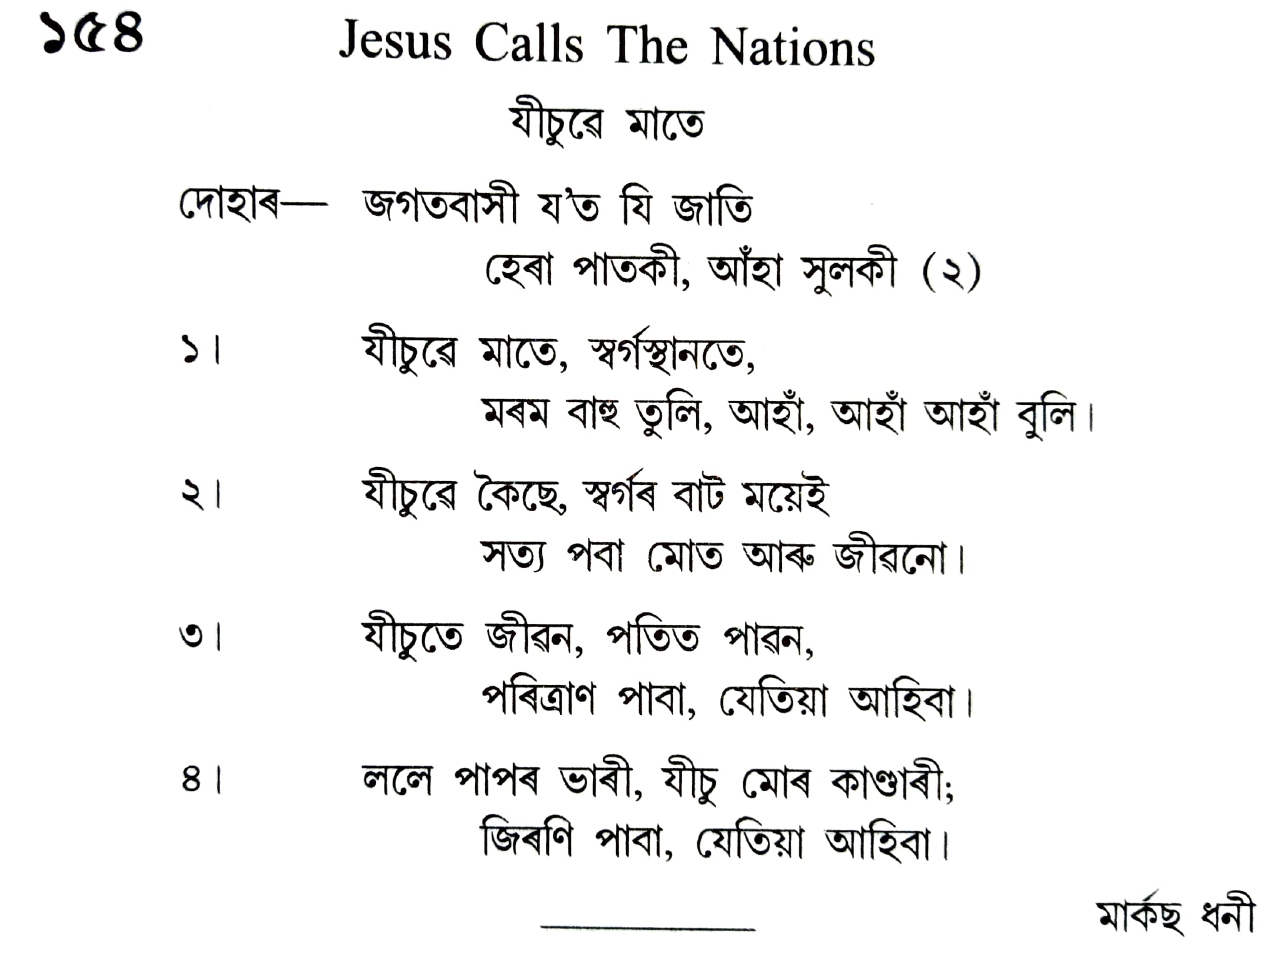 ১৫৪ Jesus Calls The Nations
যীচুৱে মাতে
দোহাৰ— জগতবাসী য'ত যি জাতি
হেৰা পাতকী, আঁহা সুলকী (২)
১। যীচুৱে মাতে, স্বৰ্গস্থানতে,
মৰম বাহু তুলি, আহাঁ, আহাঁ আহাঁ বুলি।
২। যীচুৱে কৈছে, স্বৰ্গৰ বাট ময়েই
সত্য পবা মোত আৰু জীৱনো।
৩। যীচুতে জীৱন, পতিত পাৱন,
পৰিত্ৰাণ পাবা, যেতিয়া আহিবা।
৪। ললে পাপৰ ভাৰী, যীচু মোৰ কাণ্ডাৰী;
জিৰণি পাবা, যেতিয়া আহিবা।
মাৰ্কছ ধনী